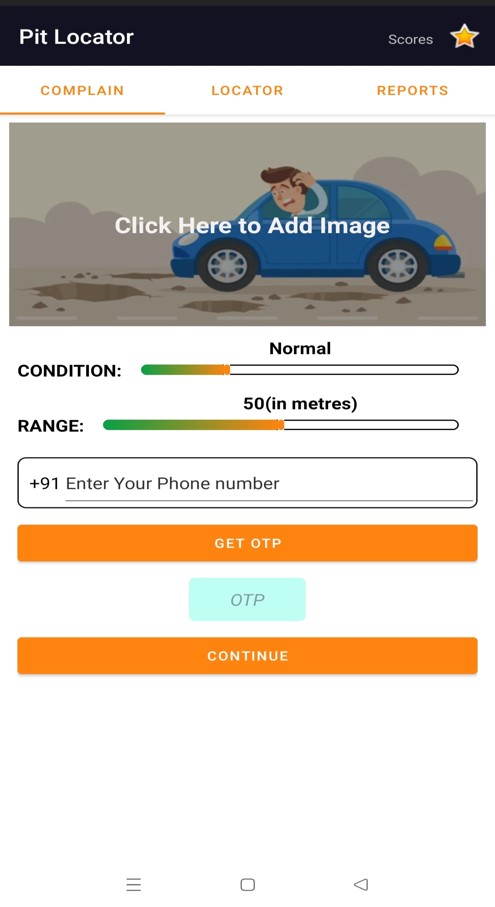 Pit Locator
Scores
COMPLAIN LOCATOR REPORTS
Click Here to Add Image
Normal
CONDITION:
50(in metres)
RANGE:
+91 Enter Your Phone number
GET OTP
OTP
CONTINUE